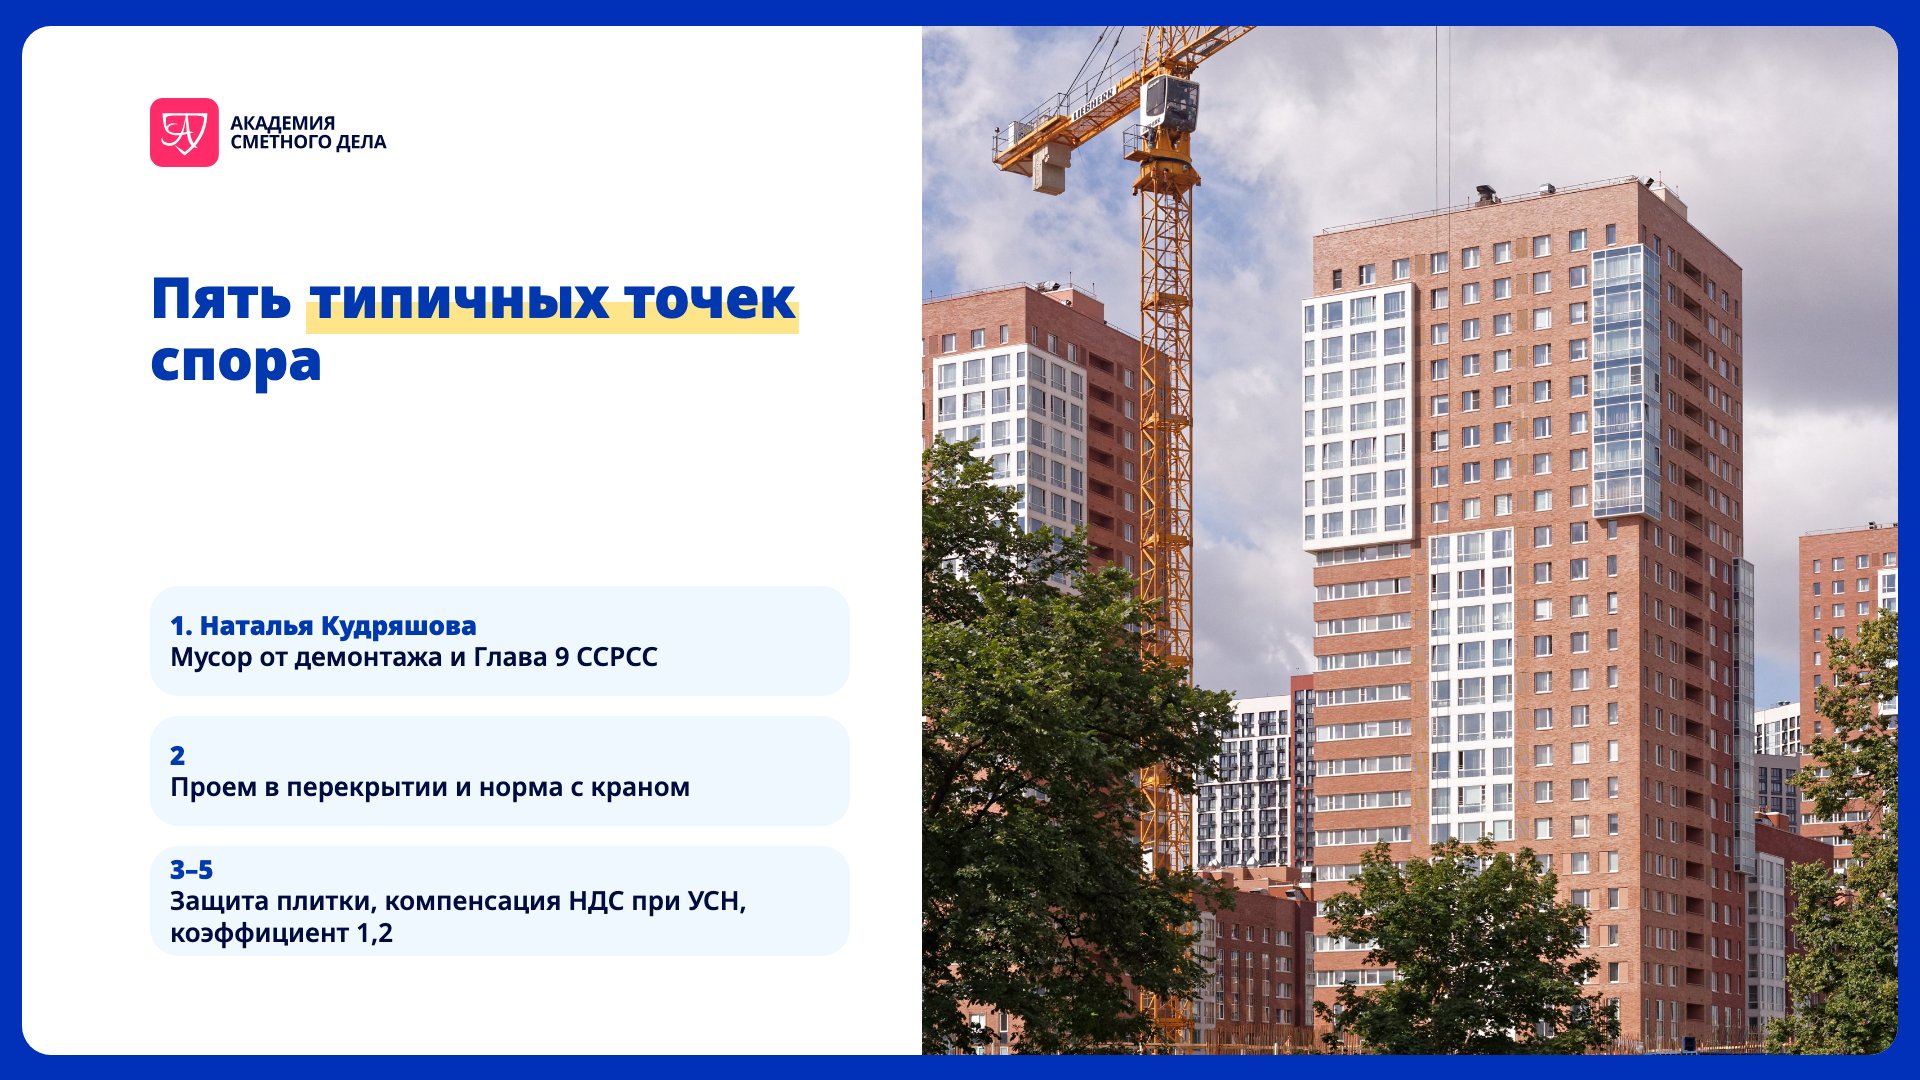 АКАДЕМИЯ
СМЕТНОГО ДЕЛА
Пять типичных точек
спора
1. Наталья Кудряшова
Мусор от демонтажа и Глава 9 ССРСС
2
Проем в перекрытии и норма с краном
3–5
Защита плитки, компенсация НДС при УСН,
коэффициент 1,2
LIEBHERR